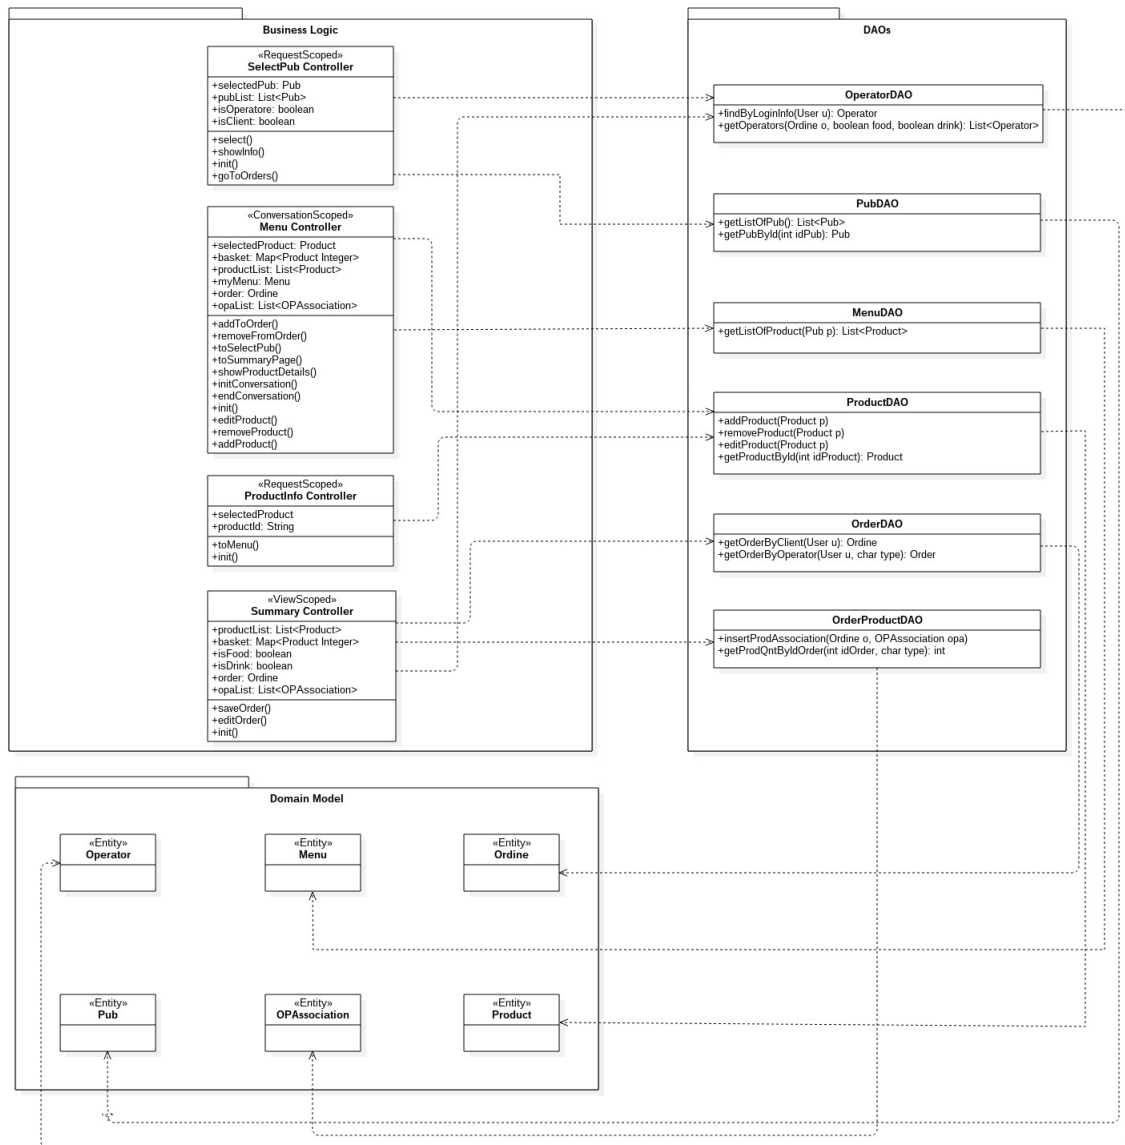 Business Logic
«RequestScoped»
SelectPub Controller
+selectedPub: Pub
+pubList: List<Pub>
+isOperatore: boolean
+isClient: boolean
+select()
+showInfo()
+init()
+goToOrders()
«ConversationScoped»
Menu Controller
+selectedProduct: Product
+basket: Map<Product Integer>
+productList: List<Product>
+myMenu: Menu
+order: Ordine
+opaList: List<OPAssociation>
+addToOrder()
+removeFromOrder()
+toSelectPub()
+toSummaryPage()
+showProductDetails()
+initConversation()
+endConversation()
+init()
+editProduct()
+removeProduct()
+addProduct()
«RequestScoped»
ProductInfo Controller
+selectedProduct
+productId: String
+toMenu()
+init()
«ViewScoped»
Summary Controller
+productList: List<Product>
+basket: Map<Product Integer>
+isFood: boolean
+isDrink: boolean
+order: Ordine
+opaList: List<OPAssociation>
+saveOrder()
+editOrder()
+init()
DAOs
OperatorDAO
+findByLoginInfo(User u): Operator
+getOperators(Ordine o, boolean food, boolean drink): List<Operator>
PubDAO
+getListOfPub(): List<Pub>
+getPubById(int idPub): Pub
MenuDAO
+getListOfProduct(Pub p): List<Product>
ProductDAO
+addProduct(Product p)
+removeProduct(Product p)
+editProduct(Product p)
+getProductById(int idProduct): Product
OrderDAO
+getOrderByClient(User u): Ordine
+getOrderByOperator(User u, char type): Order
OrderProductDAO
+insertProdAssociation(Ordine o, OPAssociation opa)
+getProdQntByIdOrder(int idOrder, char type): int
Domain Model
«Entity»
Operator
«Entity»
Menu
«Entity»
Ordine
«Entity»
Pub
«Entity»
OPAssociation
«Entity»
Product